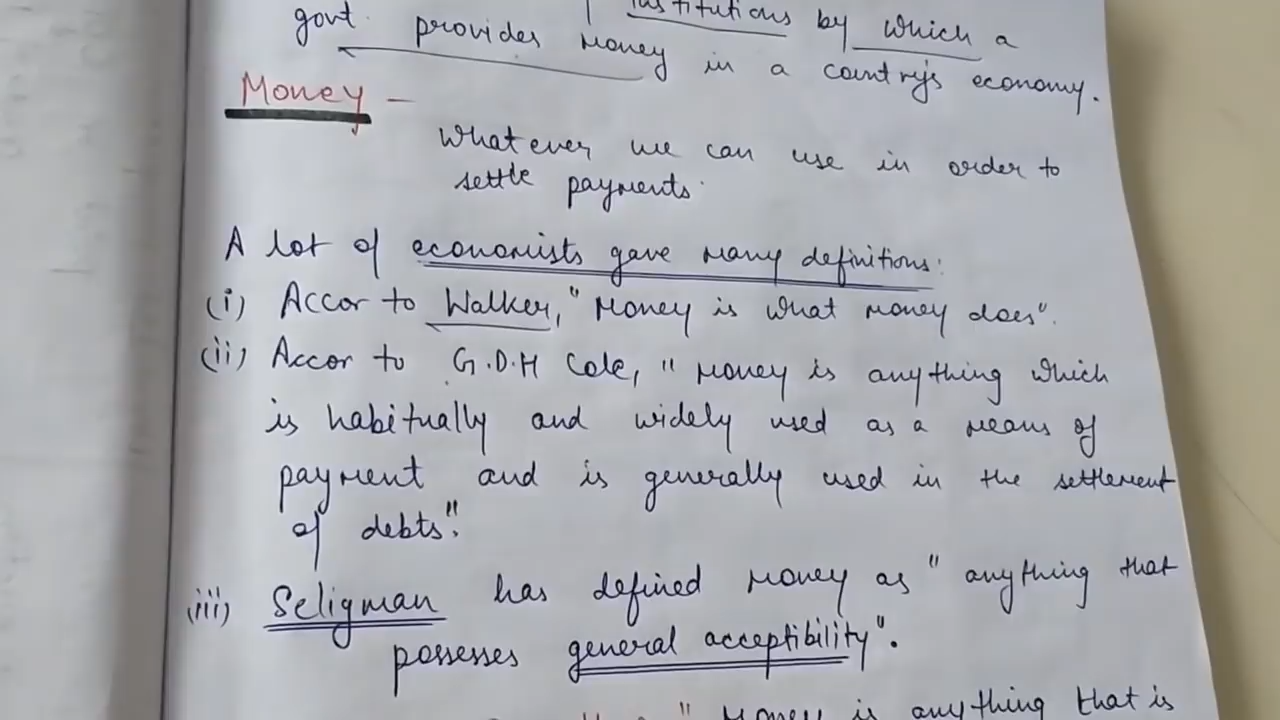 institutions by which a
govt. provides money in a country's economy.
Money -
Whatever we can use in order to
settle payments.
A lot of economists gave many definitions:
(i) Accor to Walker, "Money is what money does".
(ii) Accor to G.D.H Cole, "Money is anything which
is habitually and widely used as a means of
payment and is generally used in the settlement
of debts".
(iii) Seligman has defined money as "anything that
possesses general acceptibility".
" Money is anything that is